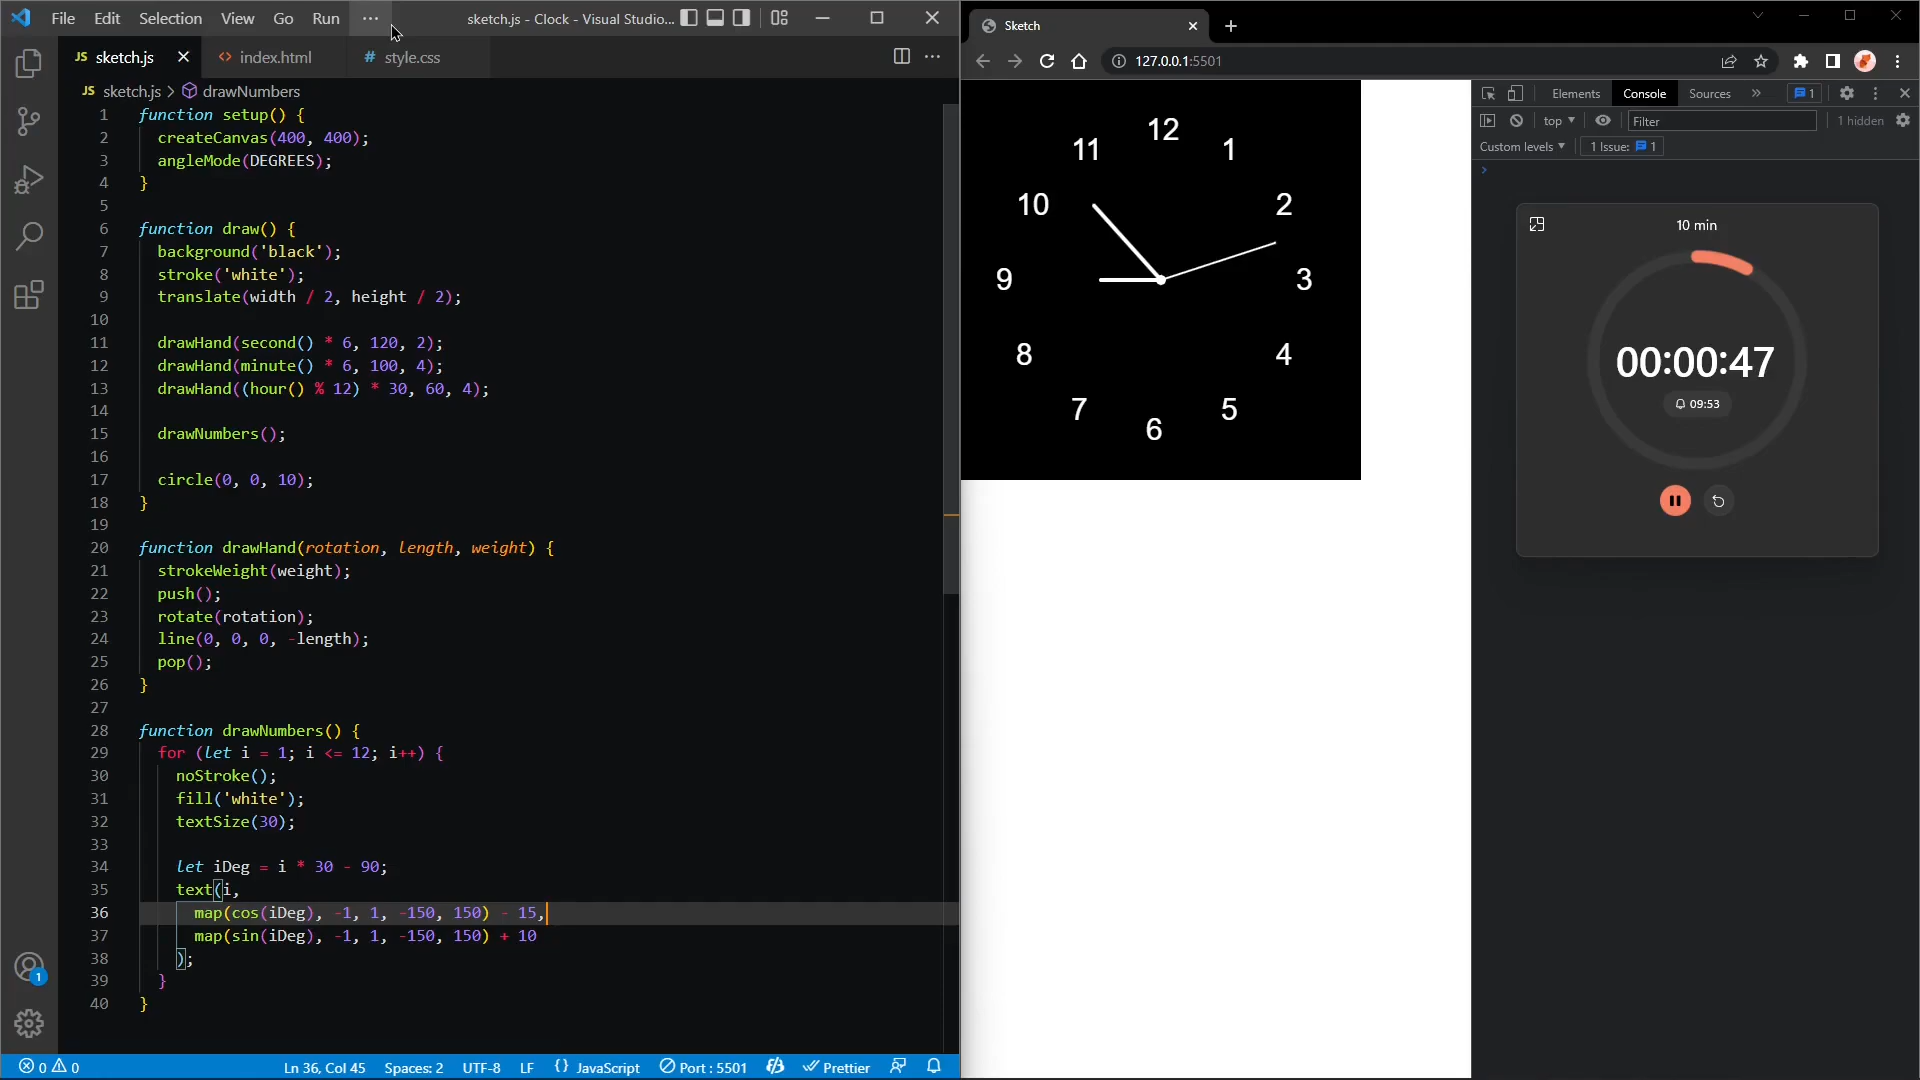 File Edit Selection View Go Run ··· sketch.js - Clock - Visual Studio...
JS sketch.js <> index.html # style.css
JS sketch.js > drawNumbers
1 function setup() {
2 createCanvas(400, 400);
3 angleMode(DEGREES);
4 }
5
6 function draw() {
7 background('black');
8 stroke('white');
9 translate(width / 2, height / 2);
10
11 drawHand(second() * 6, 120, 2);
12 drawHand(minute() * 6, 100, 4);
13 drawHand((hour() % 12) * 30, 60, 4);
14
15 drawNumbers();
16
17 circle(0, 0, 10);
18 }
19
20 function drawHand(rotation, length, weight) {
21 strokeWeight(weight);
22 push();
23 rotate(rotation);
24 line(0, 0, 0, -length);
25 pop();
26 }
27
28 function drawNumbers() {
29 for (let i = 1; i <= 12; i++) {
30 noStroke();
31 fill('white');
32 textSize(30);
33
34 let iDeg = i * 30 - 90;
35 text(i,
36 map(cos(iDeg), -1, 1, -150, 150) - 15,
37 map(sin(iDeg), -1, 1, -150, 150) + 10
38 );
39 }
40 }
1
0 0 Ln 36, Col 45 Spaces: 2 UTF-8 LF {} JavaScript Port : 5501 Prettier
Sketch
127.0.0.1:5501
12
11 1
10 2
9 3
8 4
7 5
6
Elements Console Sources » 1
top Filter 1 hidden
Custom levels 1 Issue: 1
10 min
00:00:47
09:53